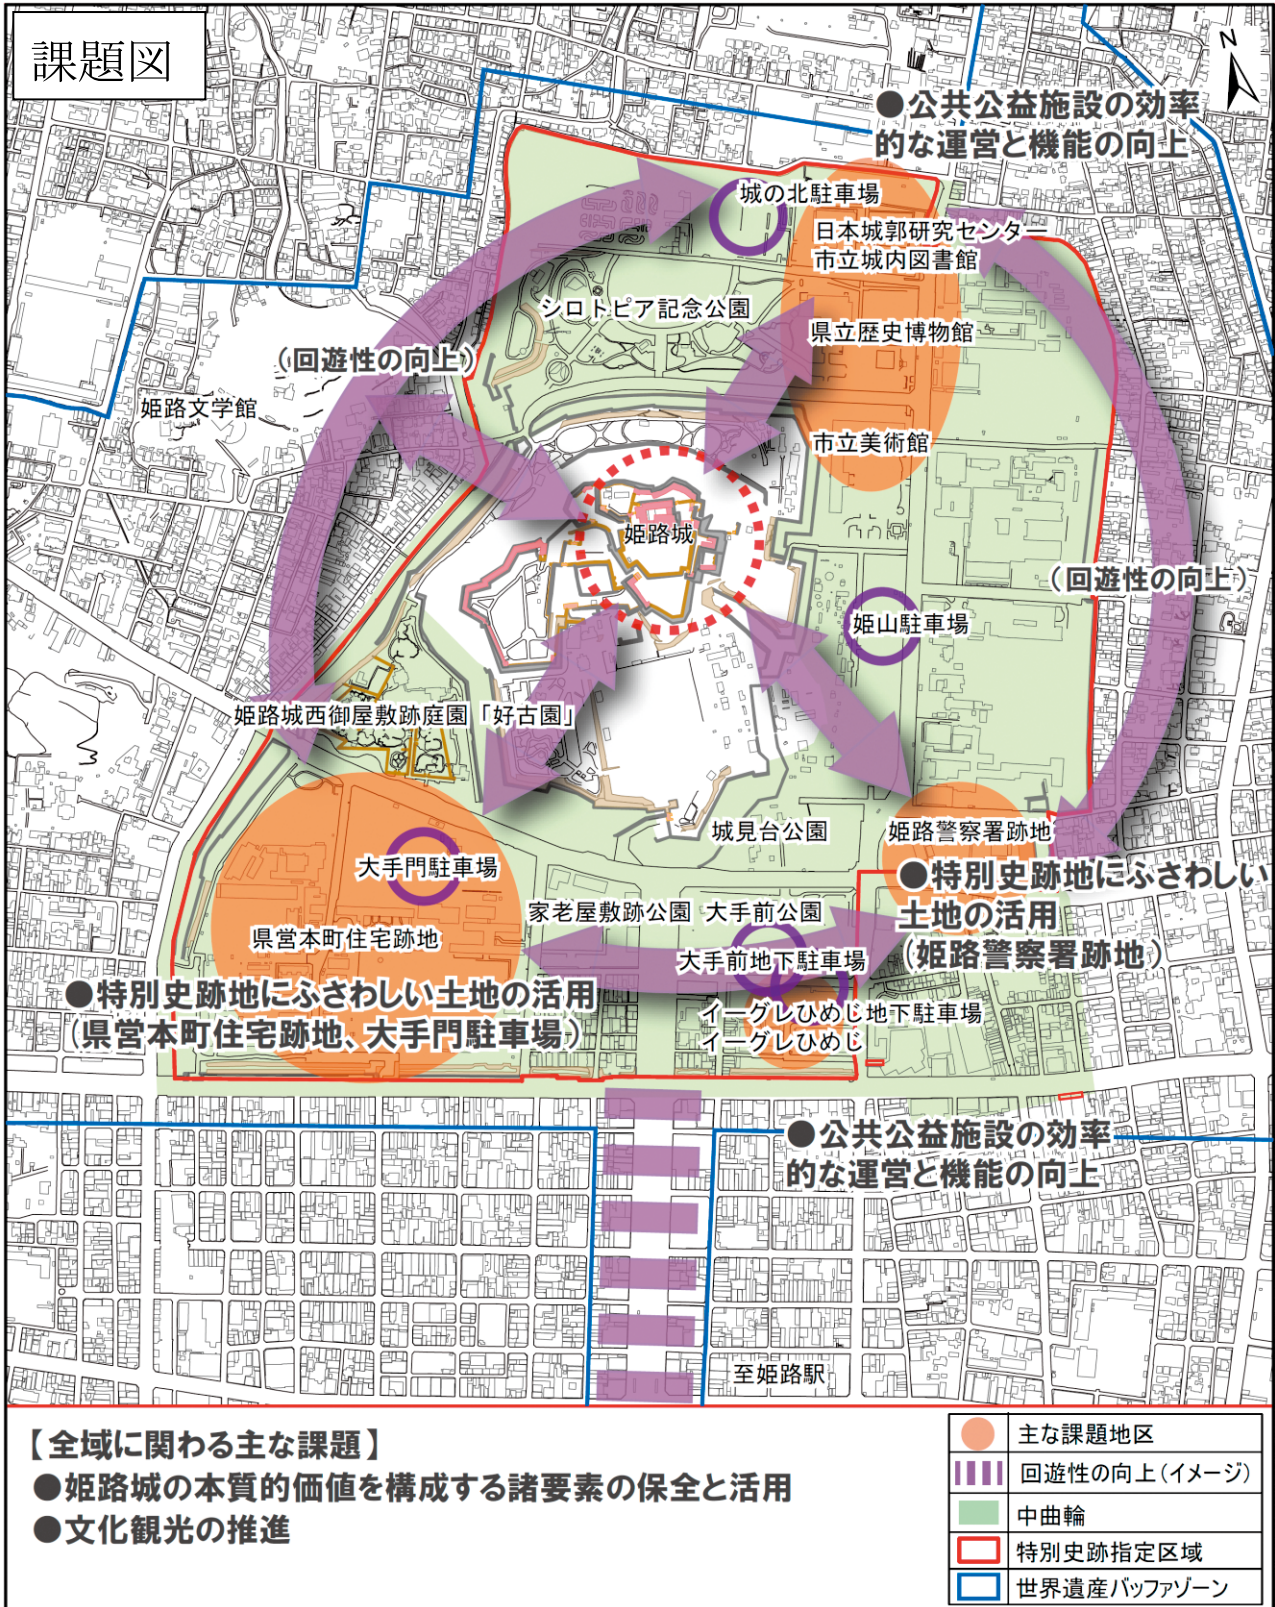 課題図
N
●公共公益施設の効率
的な運営と機能の向上
城の北駐車場
日本城郭研究センター
市立城内図書館
シロトピア記念公園
県立歴史博物館
(回遊性の向上)
姫路文学館
市立美術館
姫路城
(回遊性の向上)
姫山駐車場
姫路城西御屋敷跡庭園「好古園」
城見台公園
姫路警察署跡地
大手門駐車場
●特別史跡地にふさわしい
土地の活用
(姫路警察署跡地)
家老屋敷跡公園
大手前公園
県営本町住宅跡地
大手前地下駐車場
●特別史跡地にふさわしい土地の活用
(県営本町住宅跡地、大手門駐車場)
イーグレひめじ地下駐車場
イーグレひめじ
●公共公益施設の効率
的な運営と機能の向上
至姫路駅
【全域に関わる主な課題】
●姫路城の本質的価値を構成する諸要素の保全と活用
●文化観光の推進
主な課題地区
回遊性の向上(イメージ)
中曲輪
特別史跡指定区域
世界遺産バッファゾーン